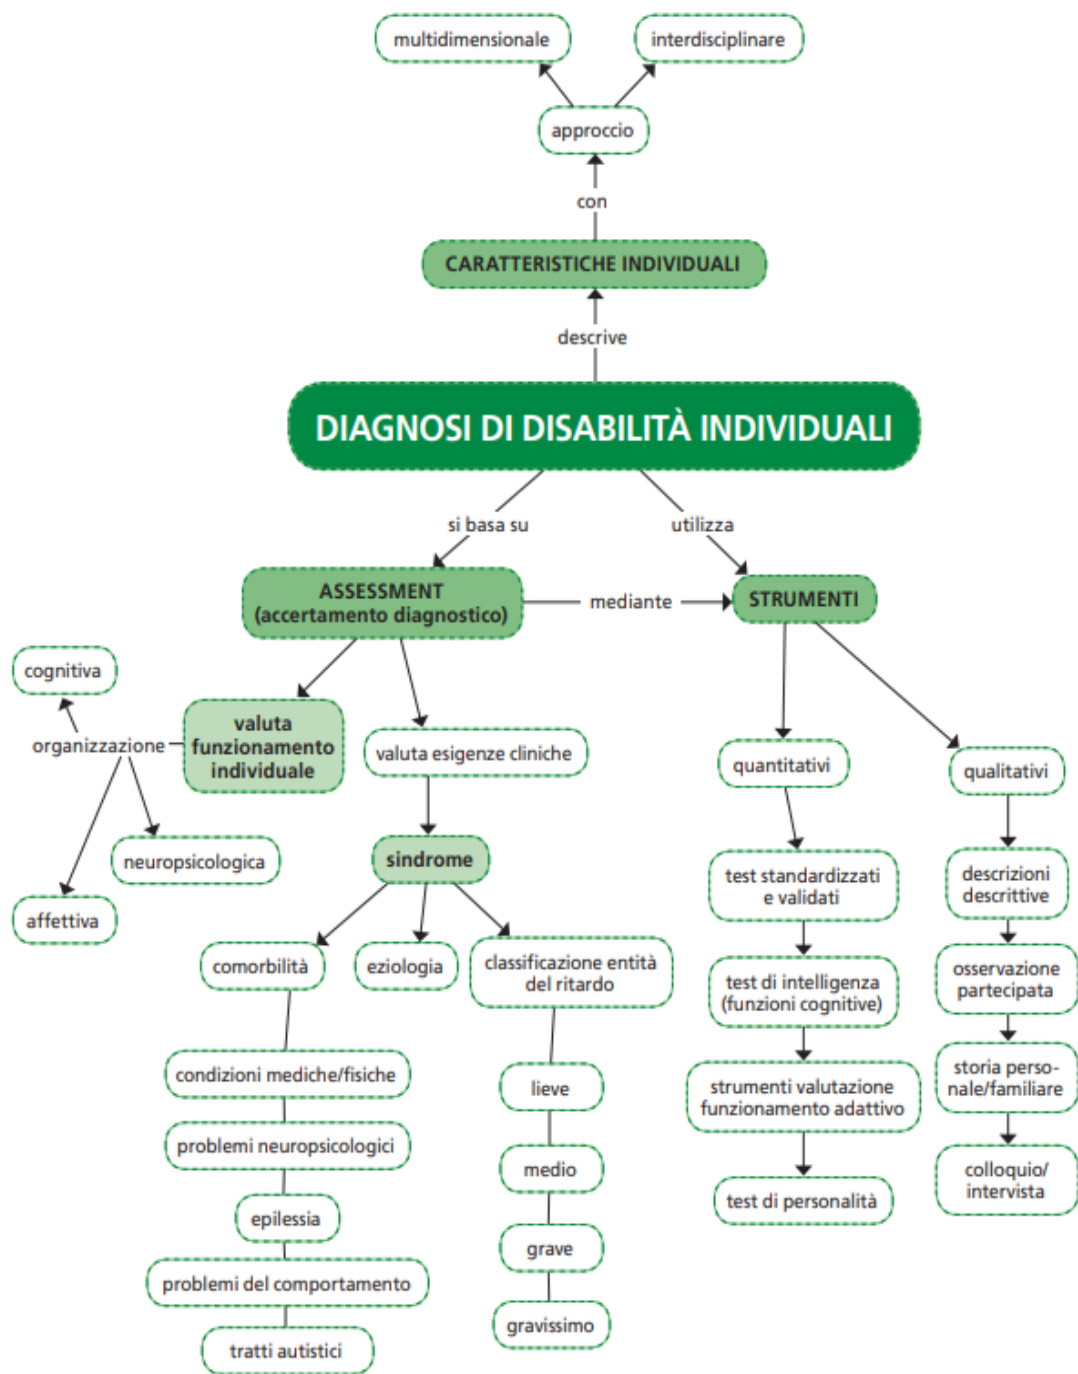 multidimensionale
interdisciplinare
approccio
con
CARATTERISTICHE INDIVIDUALI
descrive
DIAGNOSI DI DISABILITÀ INDIVIDUALI
si basa su
utilizza
ASSESSMENT
(accertamento diagnostico)
mediante
STRUMENTI
cognitiva
organizzazione
valuta
funzionamento
individuale
neuropsicologica
affettiva
valuta esigenze cliniche
sindrome
comorbilità
eziologia
classificazione entità
del ritardo
condizioni mediche/fisiche
problemi neuropsicologici
epilessia
problemi del comportamento
tratti autistici
lieve
medio
grave
gravissimo
quantitativi
test standardizzati
e validati
test di intelligenza
(funzioni cognitive)
strumenti valutazione
funzionamento adattivo
test di personalità
qualitativi
descrizioni
descrittive
osservazione
partecipata
storia perso-
nale/familiare
colloquio/
intervista